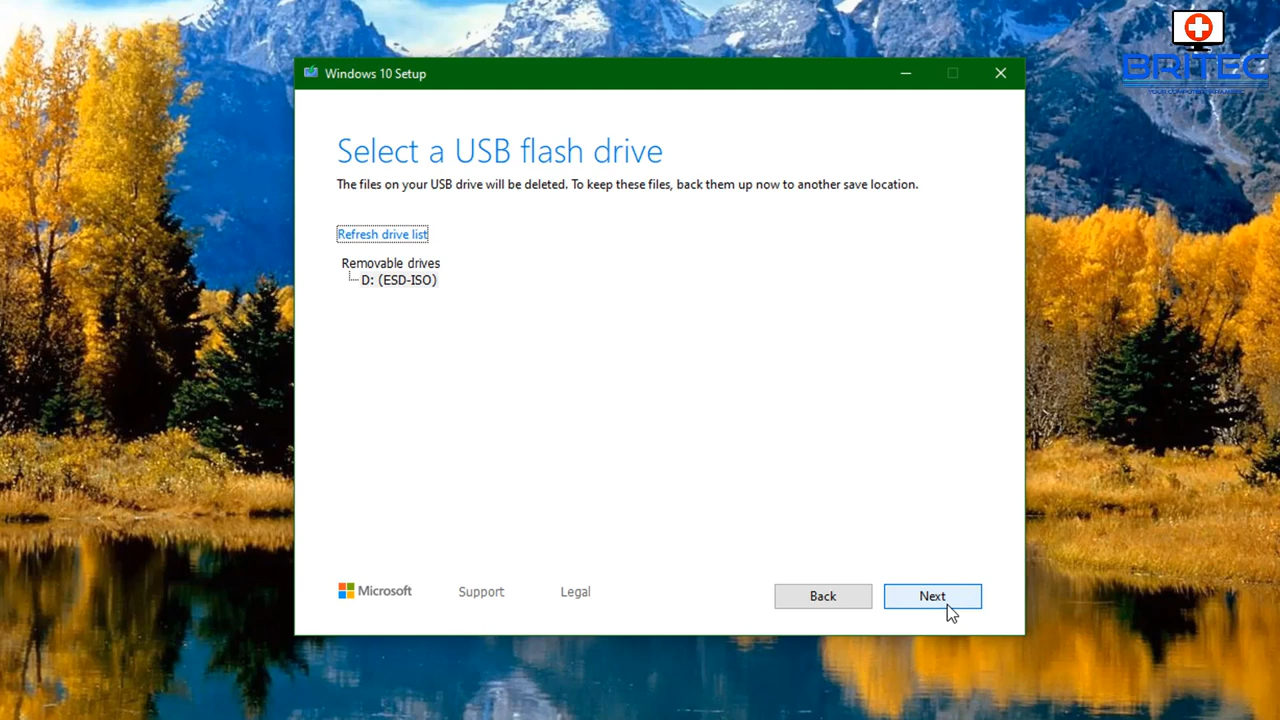 BRITEC
Windows 10 Setup
Select a USB flash drive
The files on your USB drive will be deleted. To keep these files, back them up now to another save location.
Refresh drive list
Removable drives
D: (ESD-ISO)
Microsoft
Support
Legal
Back
Next